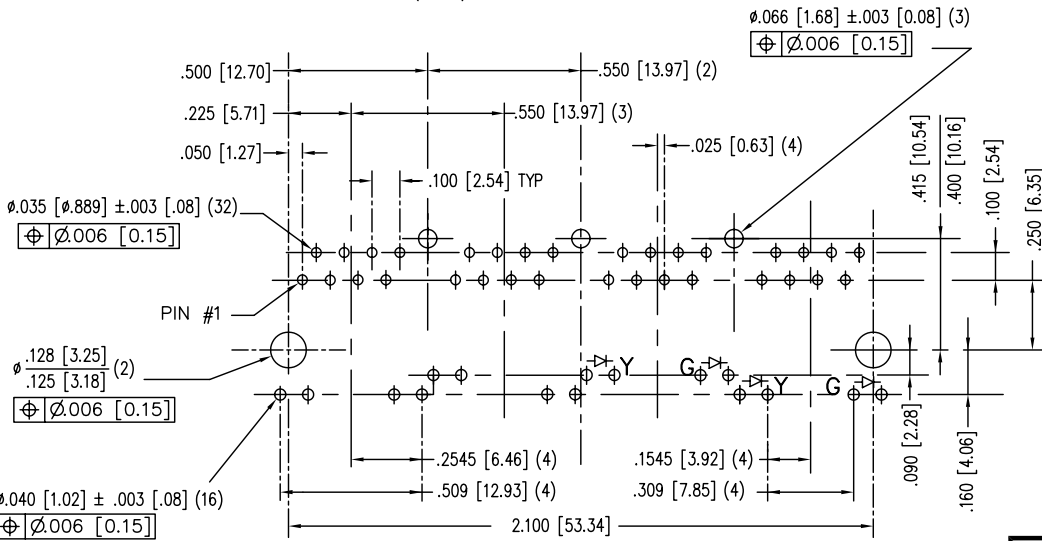 ø.066 [1.68] ±.003 [0.08] (3)
⌖ Ø.006 [0.15]
.500 [12.70]
.550 [13.97] (2)
.225 [5.71]
.550 [13.97] (3)
.050 [1.27]
.025 [0.63] (4)
.100 [2.54] TYP
.415 [10.54]
.400 [10.16]
.100 [2.54]
.250 [6.35]
ø.035 [ø.889] ±.003 [.08] (32)
⌖ Ø.006 [0.15]
PIN #1
ø .128 [3.25]
.125 [3.18] (2)
⌖ Ø.006 [0.15]
Y
G
Y
G
.2545 [6.46] (4)
.1545 [3.92] (4)
.509 [12.93] (4)
.309 [7.85] (4)
.090 [2.28]
.160 [4.06]
ø.040 [1.02] ± .003 [.08] (16)
⌖ Ø.006 [0.15]
2.100 [53.34]